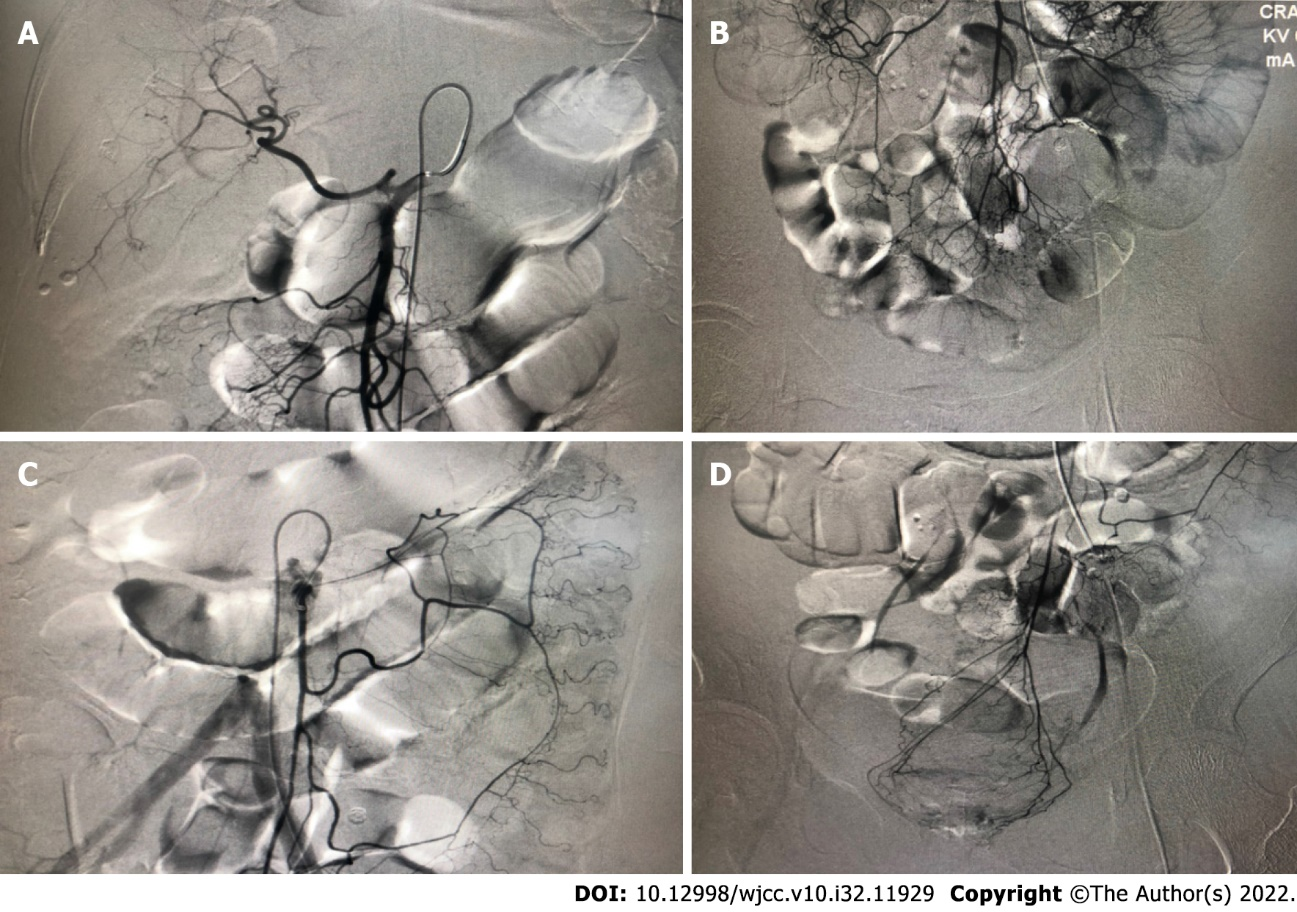 A
B
CRA
KV
mA
C
D
DOI: 10.12998/wjcc.v10.i32.11929 Copyright ©The Author(s) 2022.